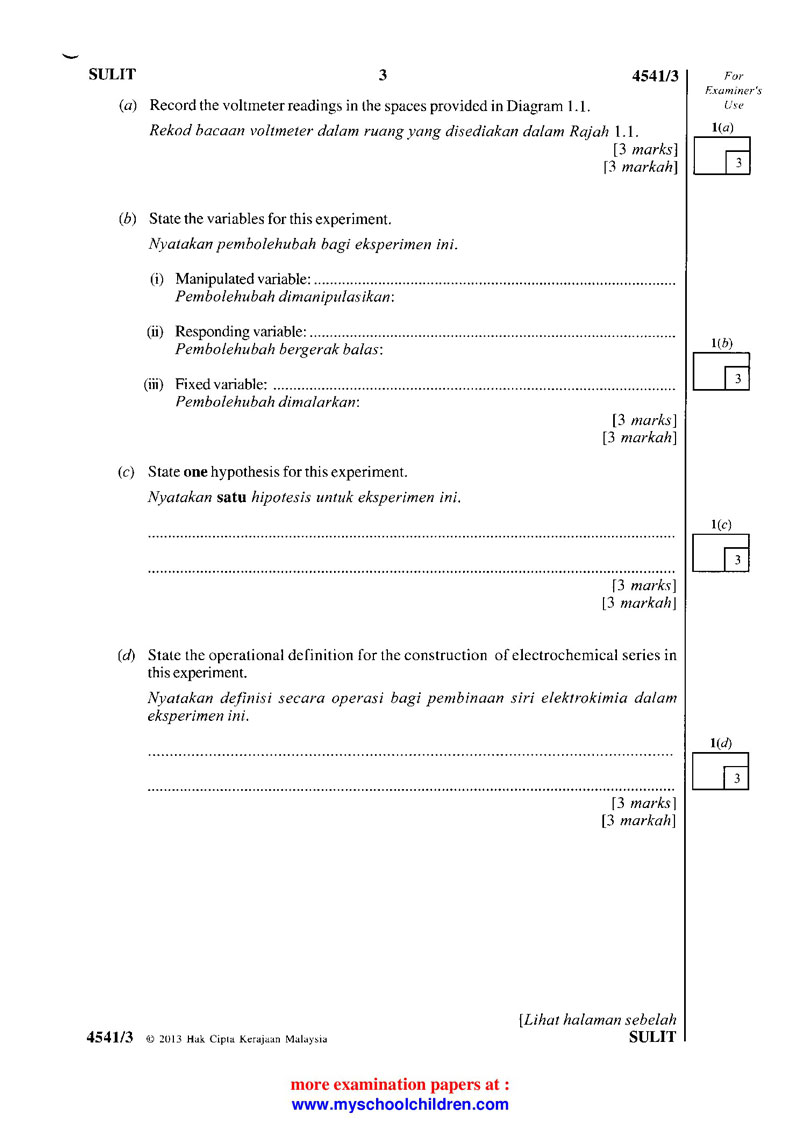 SULIT 3 4541/3
For
Examiner's
Use
(a) Record the voltmeter readings in the spaces provided in Diagram 1.1.
Rekod bacaan voltmeter dalam ruang yang disediakan dalam Rajah 1.1.
[3 marks]
[3 markah]
1(a)
3
(b) State the variables for this experiment.
Nyatakan pembolehubah bagi eksperimen ini.
(i) Manipulated variable: ..........................................................................................
Pembolehubah dimanipulasikan:
(ii) Responding variable: ...........................................................................................
Pembolehubah bergerak balas:
(iii) Fixed variable: ....................................................................................................
Pembolehubah dimalarkan:
[3 marks]
[3 markah]
1(b)
3
(c) State one hypothesis for this experiment.
Nyatakan satu hipotesis untuk eksperimen ini.
....................................................................................................................................
....................................................................................................................................
[3 marks]
[3 markah]
1(c)
3
(d) State the operational definition for the construction of electrochemical series in
this experiment.
Nyatakan definisi secara operasi bagi pembinaan siri elektrokimia dalam
eksperimen ini.
....................................................................................................................................
....................................................................................................................................
[3 marks]
[3 markah]
1(d)
3
[Lihat halaman sebelah
4541/3 © 2013 Hak Cipta Kerajaan Malaysia SULIT
more examination papers at :
www.myschoolchildren.com